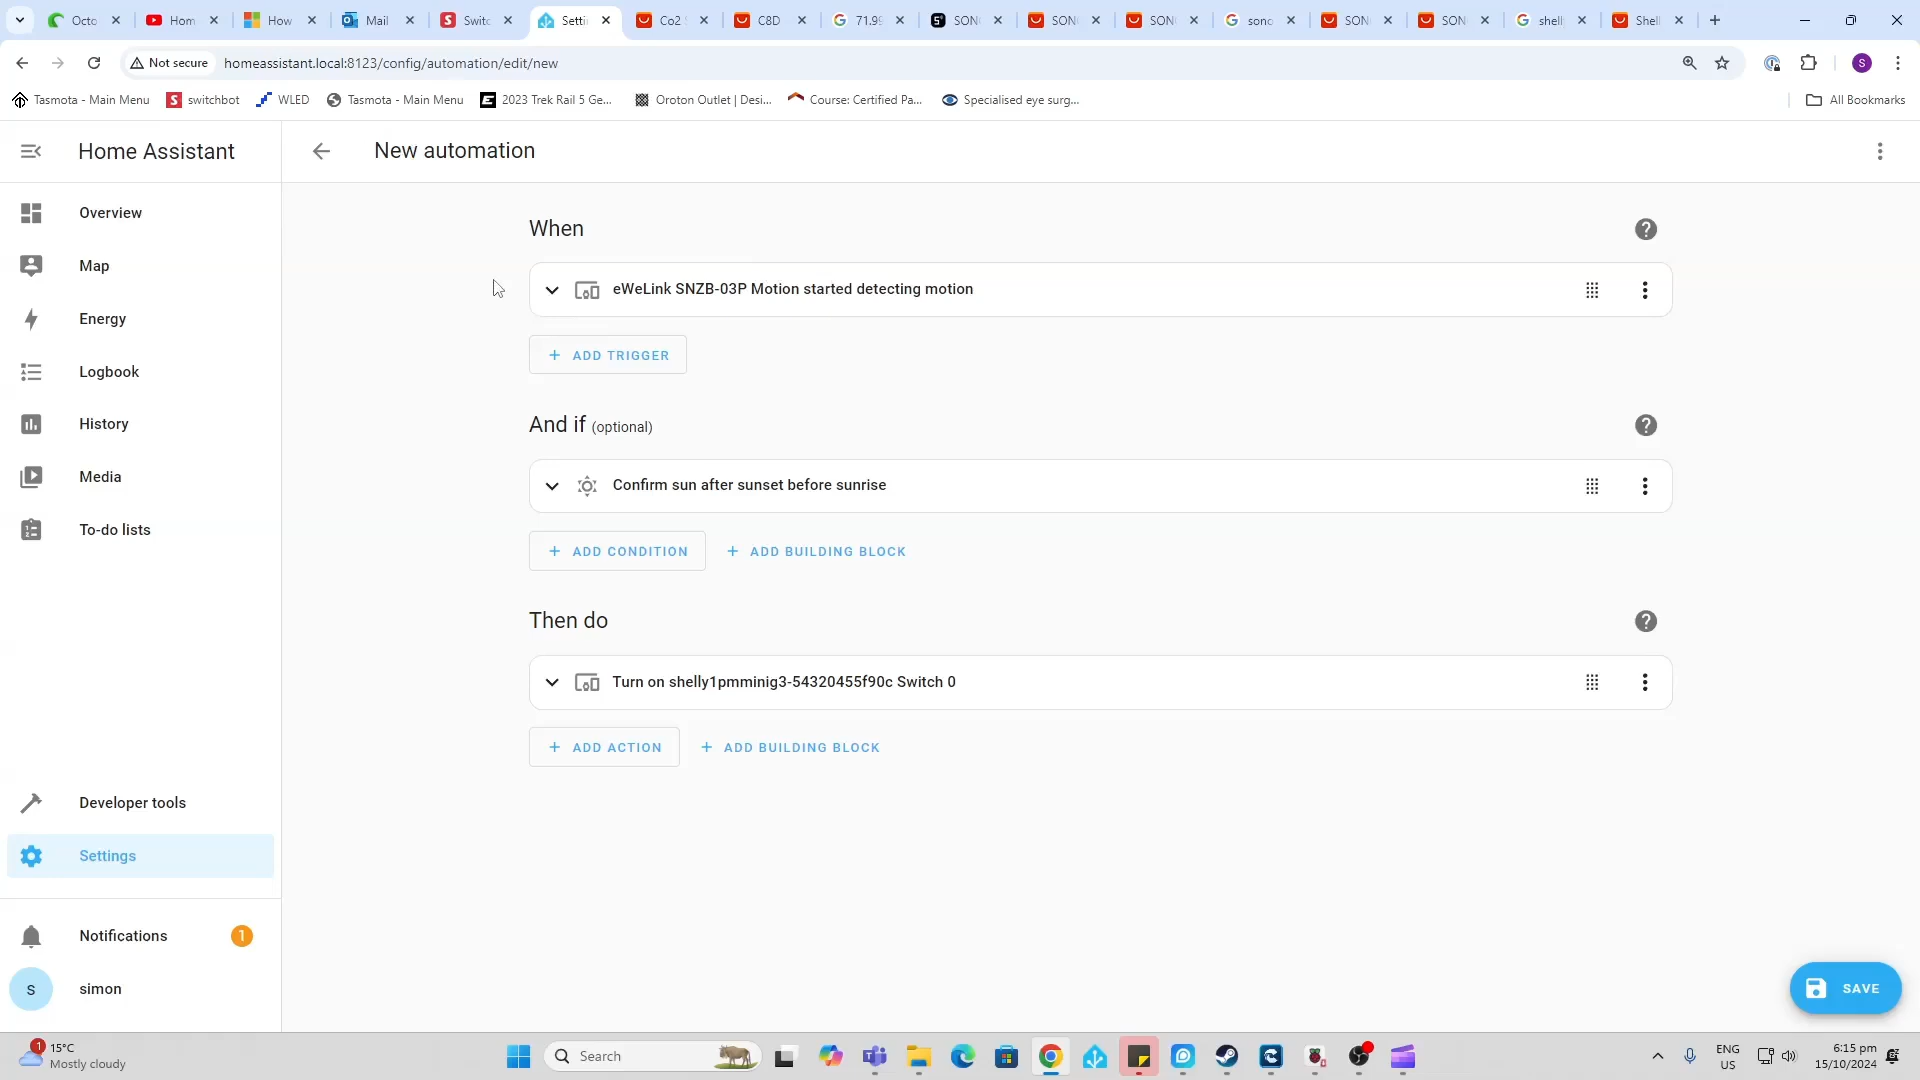 Octo
Hom
How
Mail
Switc
Setti
Co2
C8D
71.99
SON
SON
SON
sono
SON
SON
shell
Shell
Not secure
homeassistant.local:8123/config/automation/edit/new
S
Tasmota - Main Menu
switchbot
WLED
Tasmota - Main Menu
2023 Trek Rail 5 Ge...
Oroton Outlet | Desi...
Course: Certified Pa...
Specialised eye surg...
All Bookmarks
Home Assistant
New automation
Overview
Map
Energy
Logbook
History
Media
To-do lists
Developer tools
Settings
Notifications
1
S
simon
When
eWeLink SNZB-03P Motion started detecting motion
ADD TRIGGER
And if (optional)
Confirm sun after sunset before sunrise
ADD CONDITION
ADD BUILDING BLOCK
Then do
Turn on shelly1pmminig3-54320455f90c Switch 0
ADD ACTION
ADD BUILDING BLOCK
SAVE
1
15°C
Mostly cloudy
Search
ENG
US
6:15 pm
15/10/2024